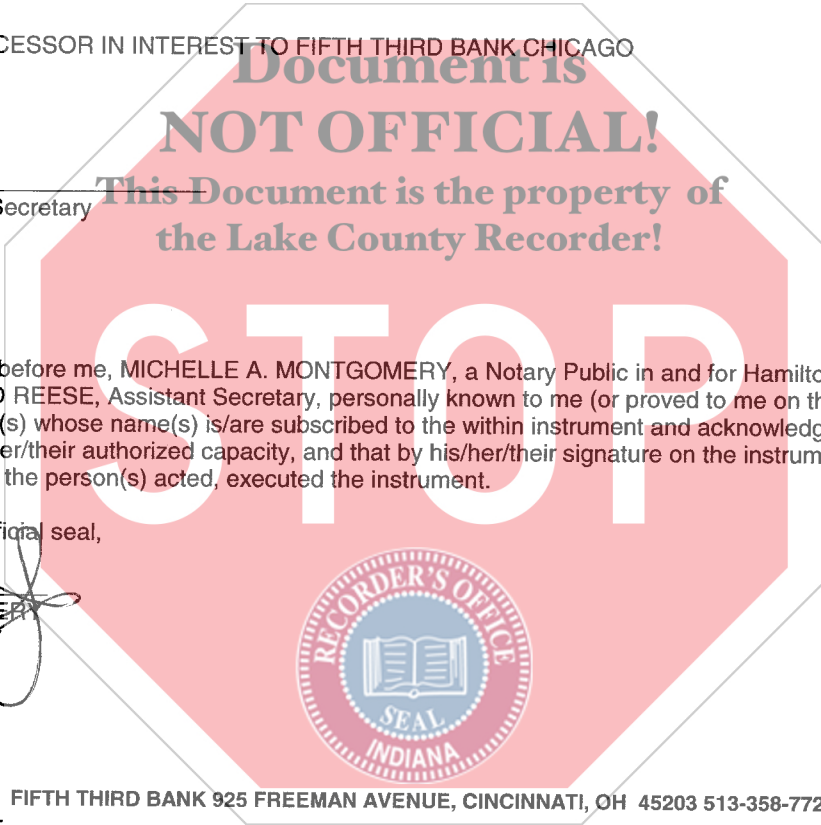 CESSOR IN INTEREST TO FIFTH THIRD BANK CHICAGO
Document is
NOT OFFICIAL!
This Document is the property of
Secretary
the Lake County Recorder!
STOP
before me, MICHELLE A. MONTGOMERY, a Notary Public in and for Hamilto
REESE, Assistant Secretary, personally known to me (or proved to me on th
(s) whose name(s) is/are subscribed to the within instrument and acknowledg
er/their authorized capacity, and that by his/her/their signature on the instrum
the person(s) acted, executed the instrument.
ficial seal,
ERY
RECORDER'S OFFICE
SEAL
INDIANA
FIFTH THIRD BANK 925 FREEMAN AVENUE, CINCINNATI, OH 45203 513-358-772